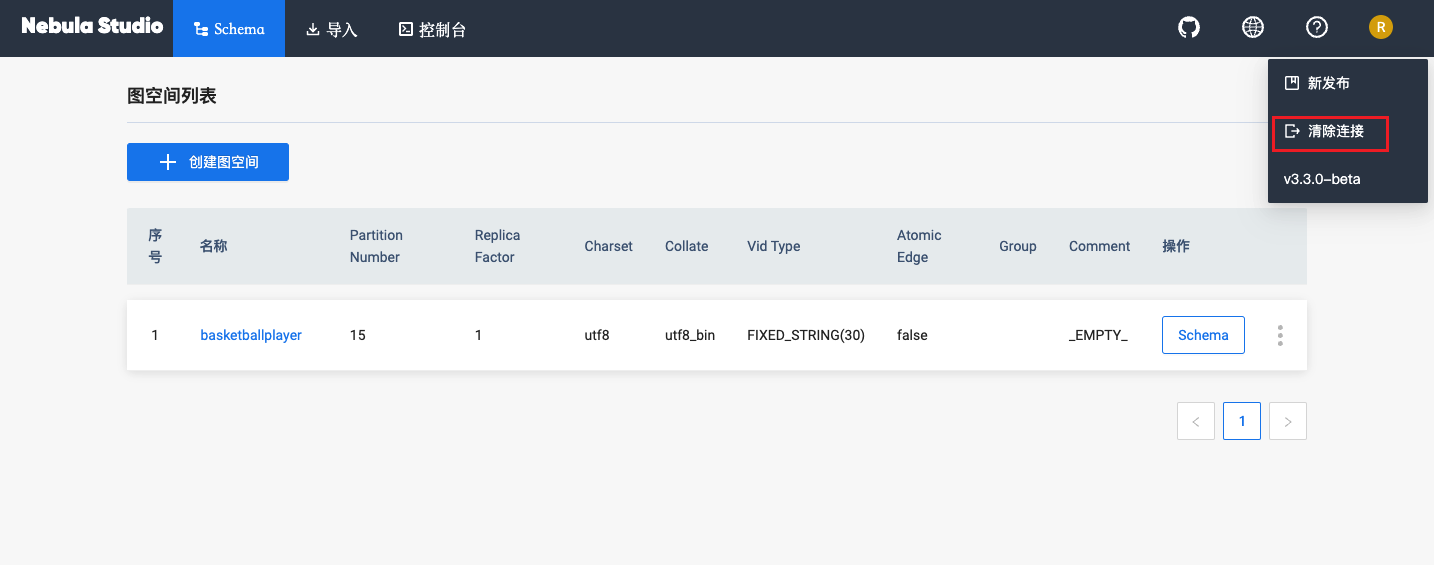 Nebula Studio
Schema
导入
控制台
R
新发布
清除连接
v3.3.0-beta
图空间列表
创建图空间
序号
名称
Partition Number
Replica Factor
Charset
Collate
Vid Type
Atomic Edge
Group
Comment
操作
1
basketballplayer
15
1
utf8
utf8_bin
FIXED_STRING(30)
false
_EMPTY_
Schema
< 1 >